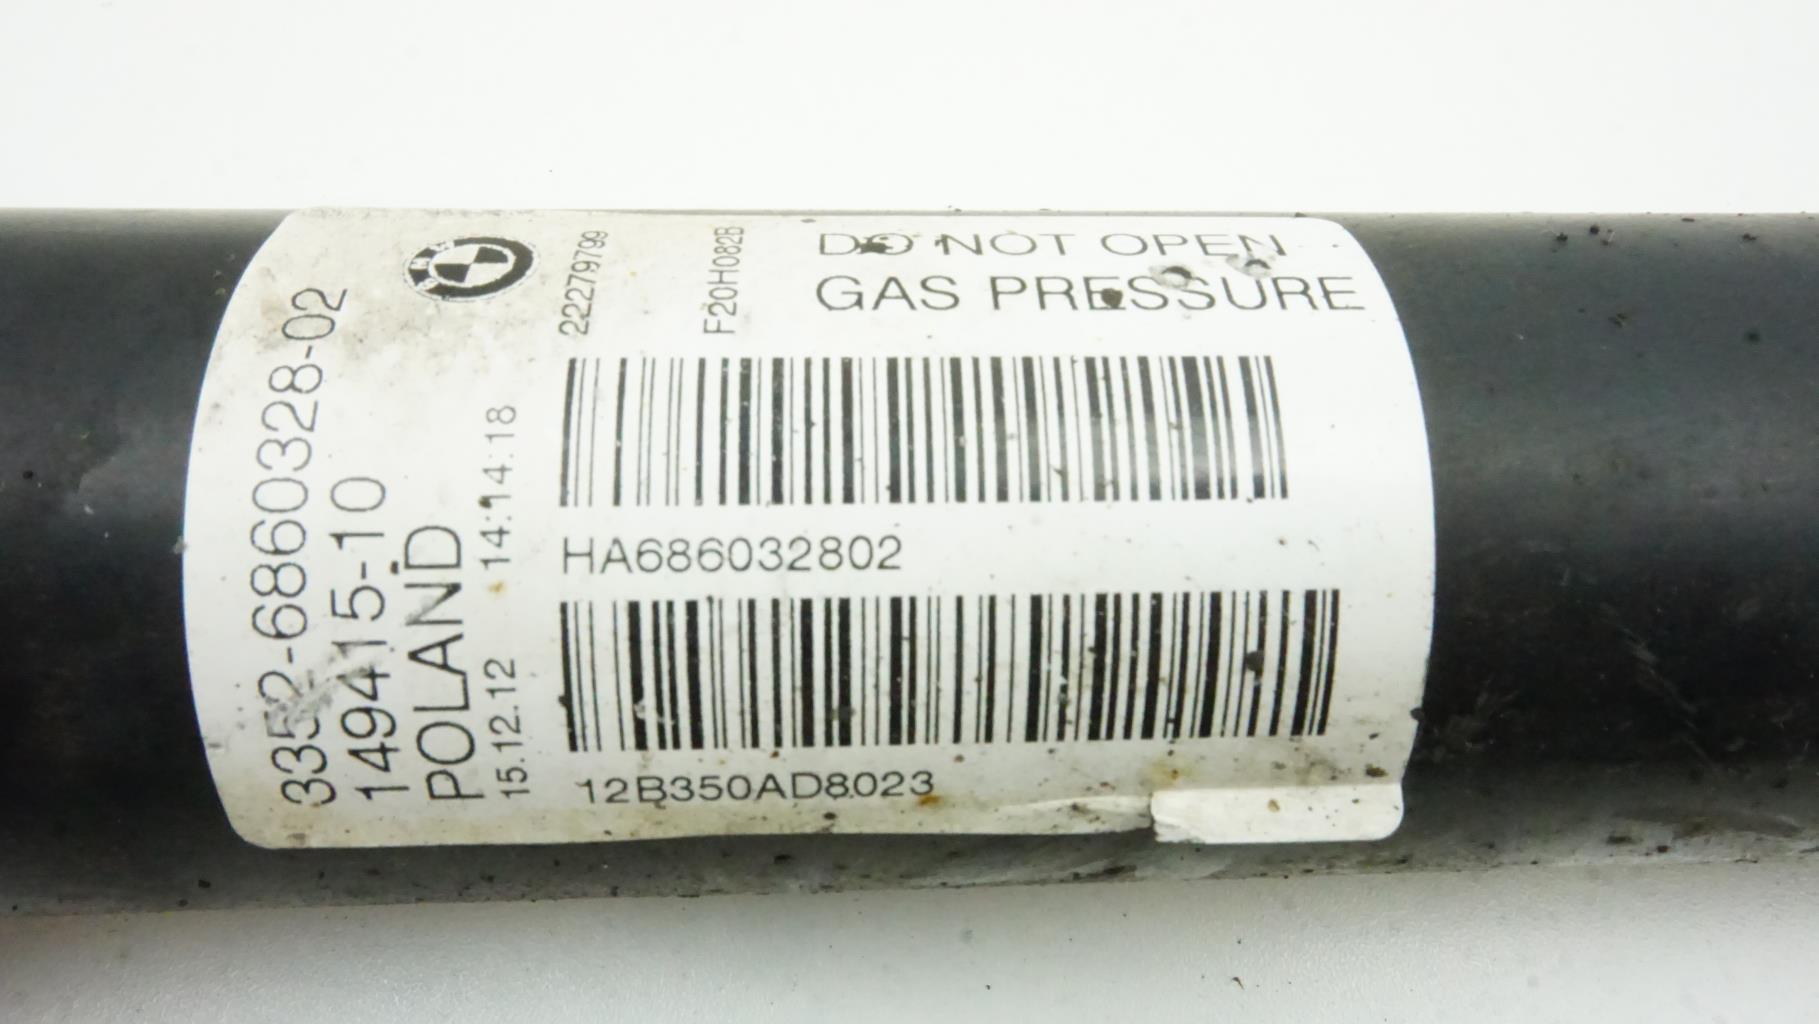 3352-6860328-02
149415-10
POLAND
15.12.12 14:14:18
22279799
F20H082B
DO NOT OPEN
GAS PRESSURE
HA686032802
12B350AD8023